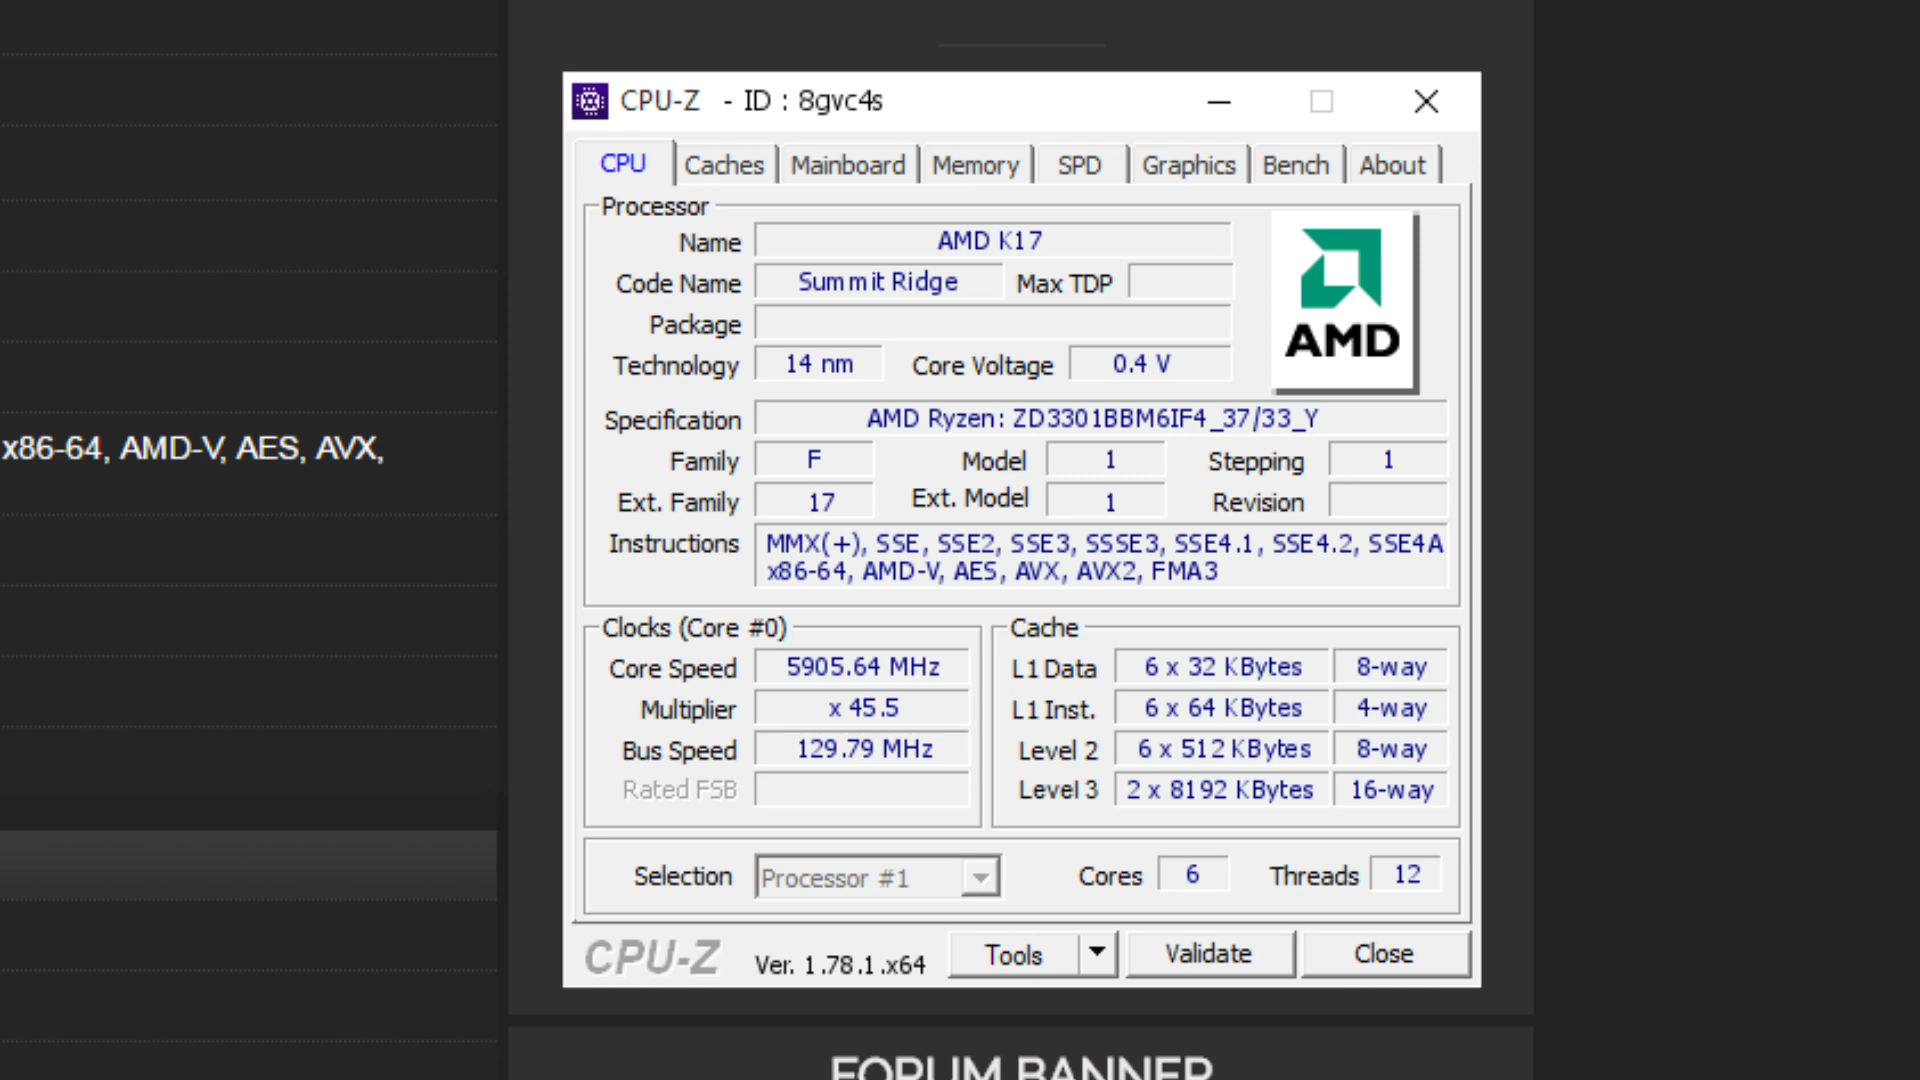 x86-64, AMD-V, AES, AVX,
CPU-Z - ID : 8gvc4s
CPU Caches Mainboard Memory SPD Graphics Bench About
Processor
Name AMD K17
Code Name Summit Ridge Max TDP
Package
Technology 14 nm Core Voltage 0.4 V
AMD
Specification AMD Ryzen: ZD3301BBM6IF4_37/33_Y
Family F Model 1 Stepping 1
Ext. Family 17 Ext. Model 1 Revision
Instructions MMX(+), SSE, SSE2, SSE3, SSSE3, SSE4.1, SSE4.2, SSE4A
x86-64, AMD-V, AES, AVX, AVX2, FMA3
Clocks (Core #0)
Core Speed 5905.64 MHz
Multiplier x 45.5
Bus Speed 129.79 MHz
Rated FSB
Cache
L1 Data 6 x 32 KBytes 8-way
L1 Inst. 6 x 64 KBytes 4-way
Level 2 6 x 512 KBytes 8-way
Level 3 2 x 8192 KBytes 16-way
Selection Processor #1 Cores 6 Threads 12
CPU-Z Ver. 1.78.1.x64 Tools Validate Close
FORUM BANNER